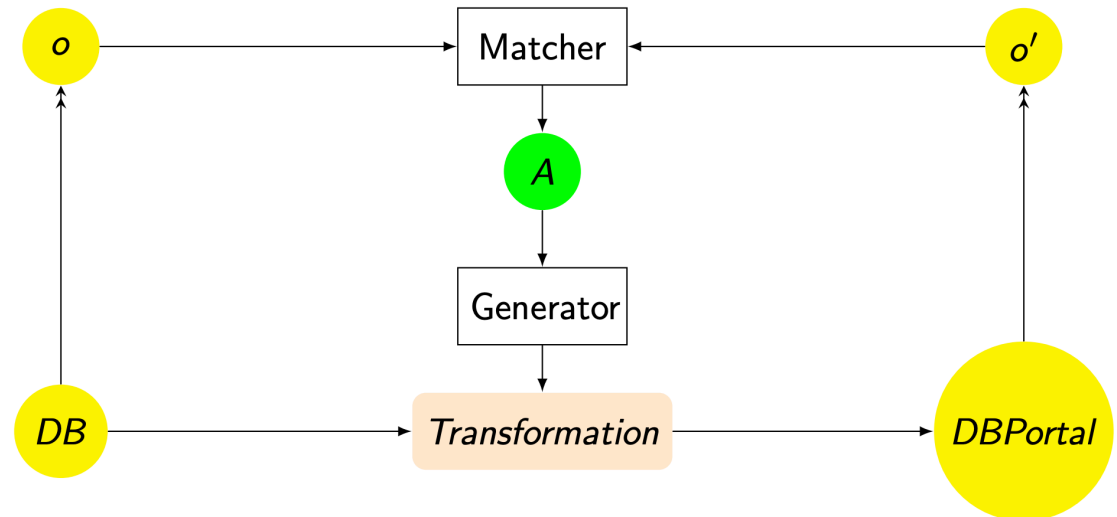 o
Matcher
o′
A
Generator
DB
Transformation
DBPortal